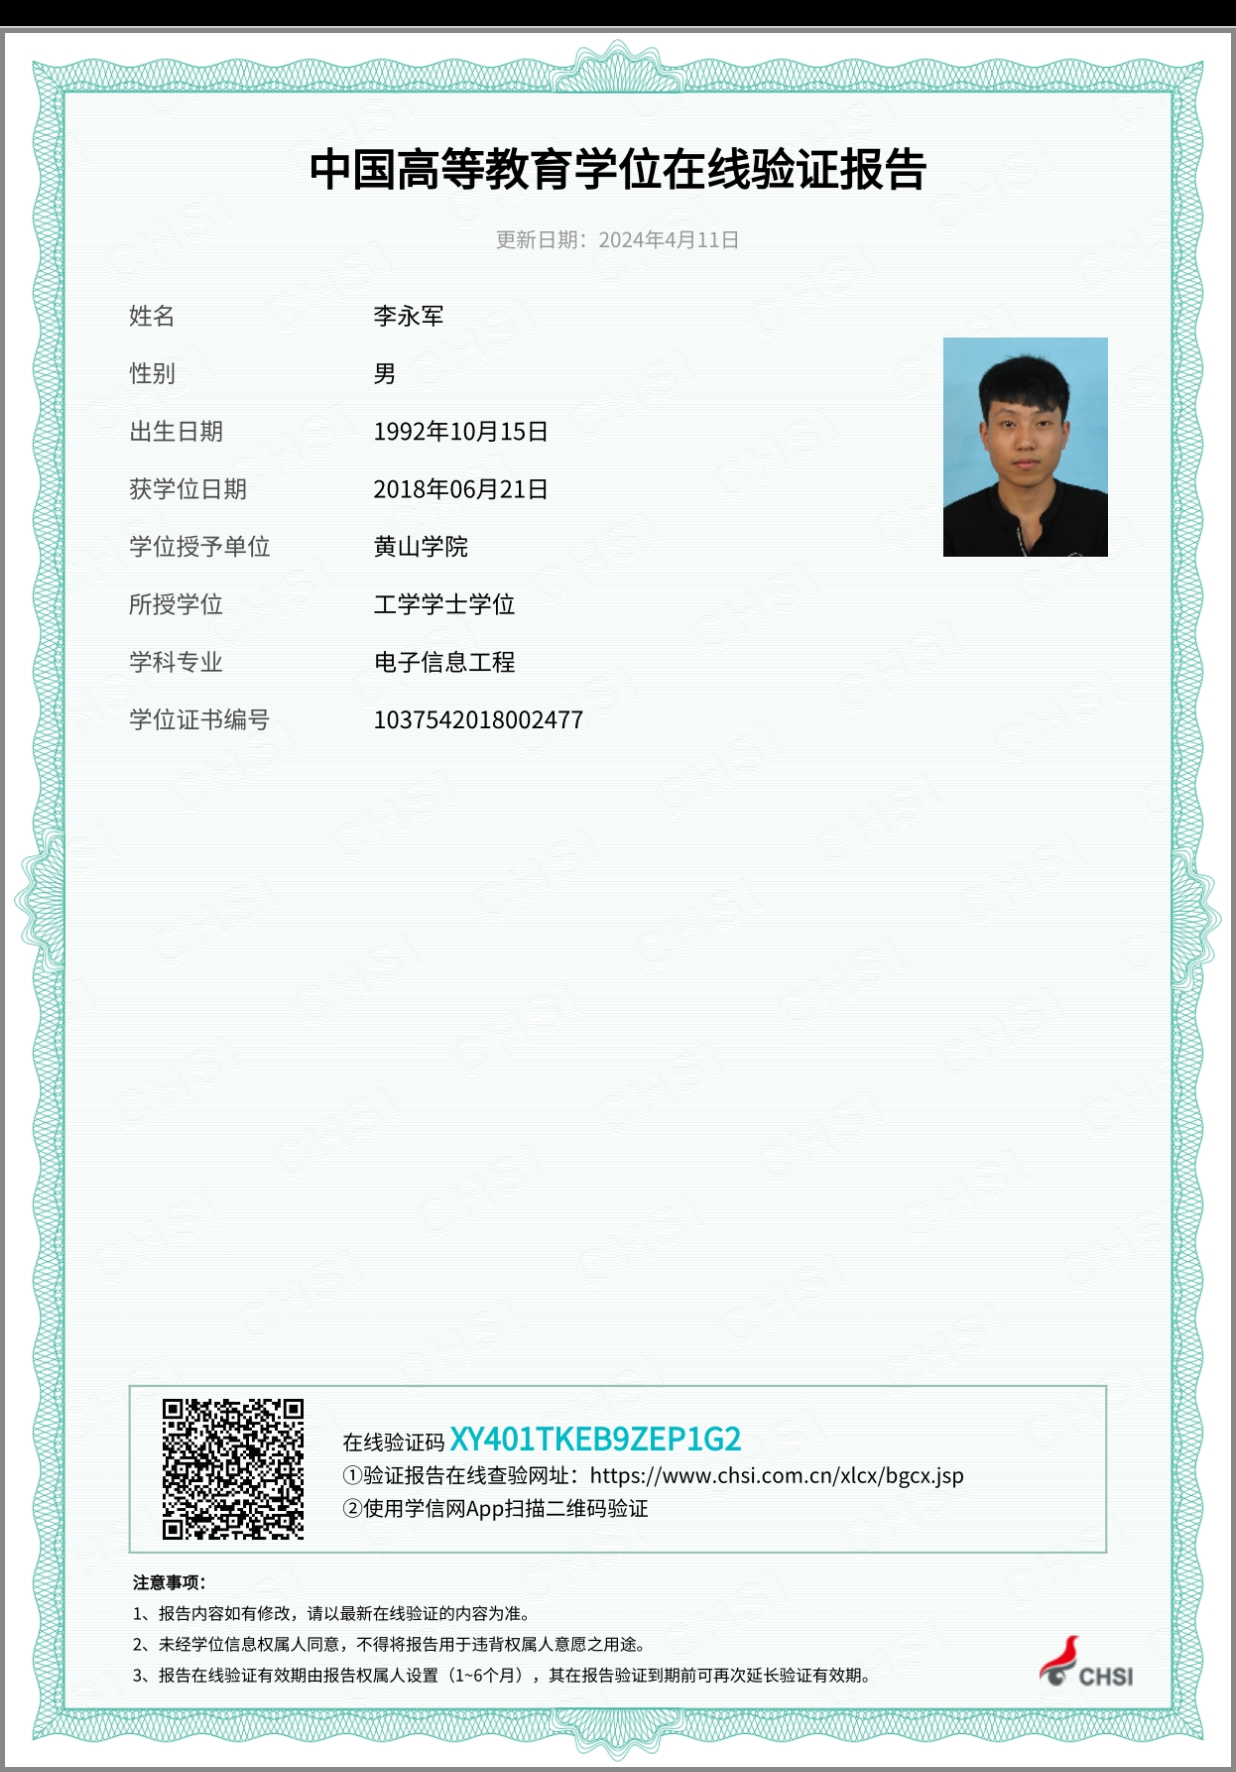 中国高等教育学位在线验证报告
更新日期：2024年4月11日
姓名 李永军
性别 男
出生日期 1992年10月15日
获学位日期 2018年06月21日
学位授予单位 黄山学院
所授学位 工学学士学位
学科专业 电子信息工程
学位证书编号 1037542018002477
在线验证码 XY401TKEB9ZEP1G2
①验证报告在线查验网址：https://www.chsi.com.cn/xlcx/bgcx.jsp
②使用学信网App扫描二维码验证
注意事项：
1、报告内容如有修改，请以最新在线验证的内容为准。
2、未经学位信息权属人同意，不得将报告用于违背权属人意愿之用途。
3、报告在线验证有效期由报告权属人设置（1~6个月），其在报告验证到期前可再次延长验证有效期。
CHSI